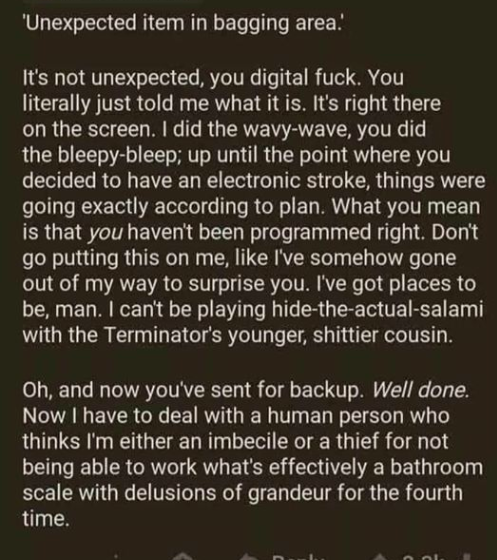 'Unexpected item in bagging area.'
It's not unexpected, you digital fuck. You
literally just told me what it is. It's right there
on the screen. I did the wavy-wave, you did
the bleepy-bleep; up until the point where you
decided to have an electronic stroke, things were
going exactly according to plan. What you mean
is that you haven't been programmed right. Don't
go putting this on me, like I've somehow gone
out of my way to surprise you. I've got places to
be, man. I can't be playing hide-the-actual-salami
with the Terminator's younger, shittier cousin.
Oh, and now you've sent for backup. Well done.
Now I have to deal with a human person who
thinks I'm either an imbecile or a thief for not
being able to work what's effectively a bathroom
scale with delusions of grandeur for the fourth
time.